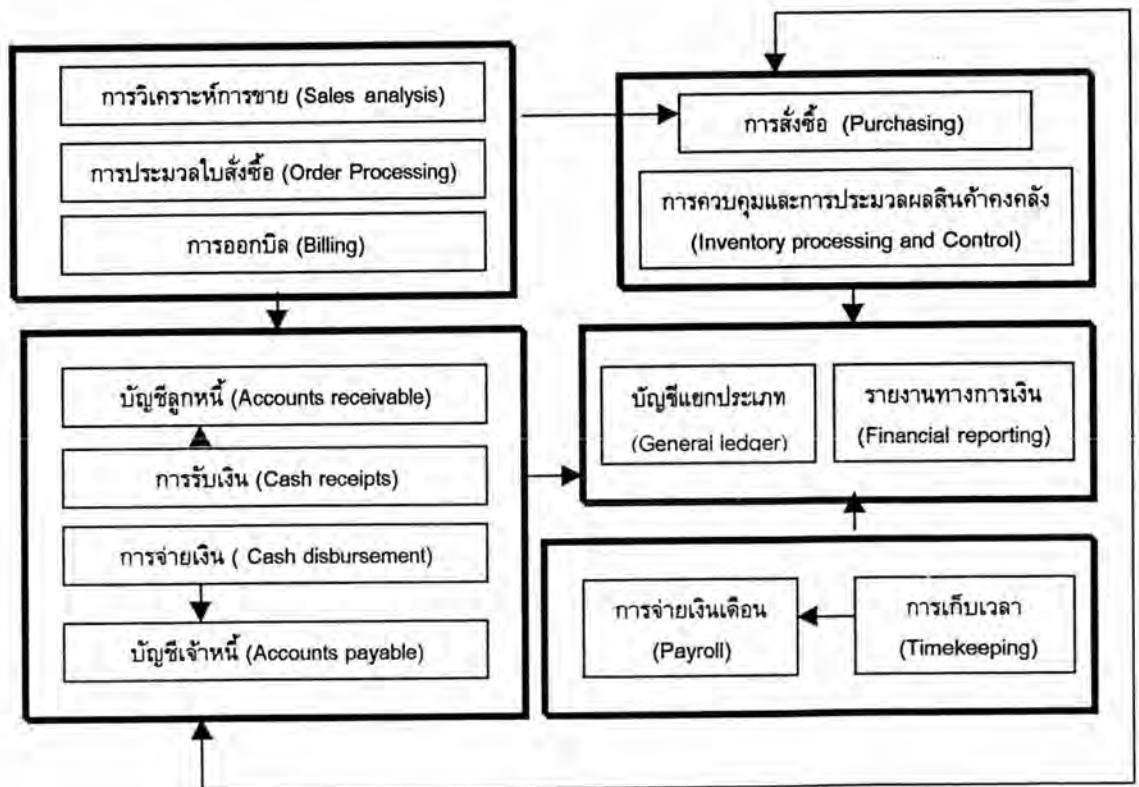 การวิเคราะห์การขาย (Sales analysis)
การประมวลใบสั่งซื้อ (Order Processing)
การออกบิล (Billing)
การสั่งซื้อ (Purchasing)
การควบคุมและการประมวลผลสินค้าคงคลัง
(Inventory processing and Control)
บัญชีลูกหนี้ (Accounts receivable)
การรับเงิน (Cash receipts)
การจ่ายเงิน ( Cash disbursement)
บัญชีเจ้าหนี้ (Accounts payable)
บัญชีแยกประเภท
(General ledger)
รายงานทางการเงิน
(Financial reporting)
การจ่ายเงินเดือน
(Payroll)
การเก็บเวลา
(Timekeeping)